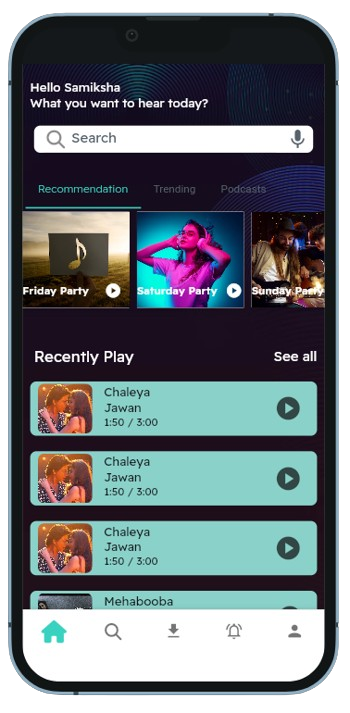 Hello Samiksha
What you want to hear today?
Search
Recommendation Trending Podcasts
Friday Party Saturday Party Sunday Party
Recently Play See all
Chaleya
Jawan
1:50 / 3:00
Chaleya
Jawan
1:50 / 3:00
Chaleya
Jawan
1:50 / 3:00
Mehabooba